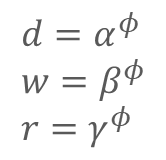 d = α^ϕ
w = β^ϕ
r = γ^ϕ